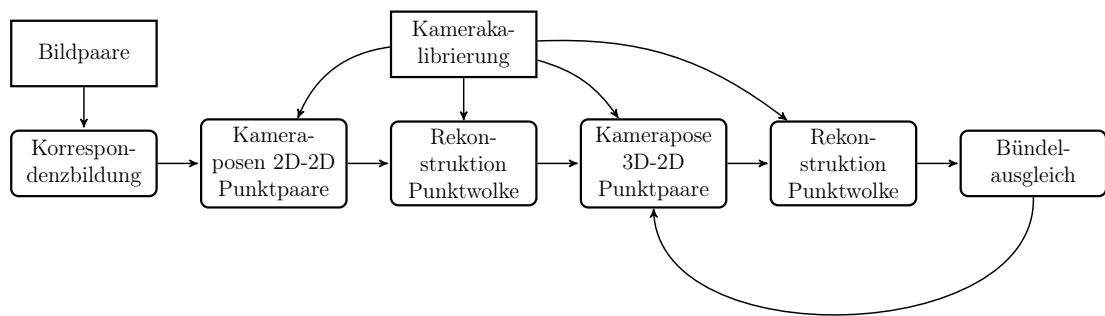 Bildpaare
Kameraka-
librierung
Korrespon-
denzbildung
Kamera-
posen 2D-2D
Punktpaare
Rekon-
struktion
Punktwolke
Kamerapose
3D-2D
Punktpaare
Rekon-
struktion
Punktwolke
Bündel-
ausgleich